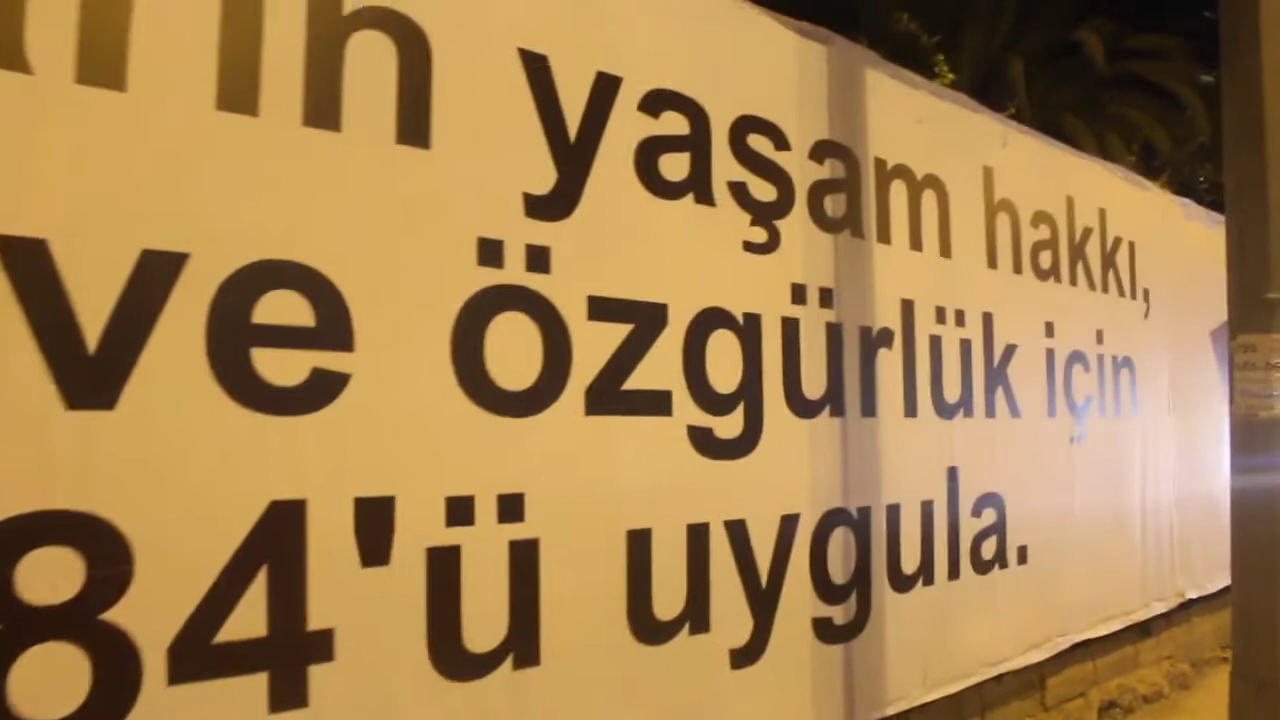 yaşam hakkı,
ve özgürlük için
84'ü uygula.